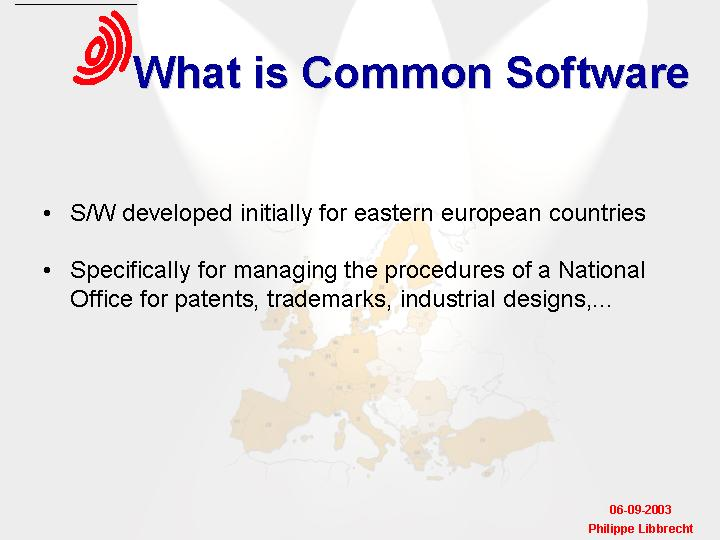 What is Common Software
• S/W developed initially for eastern european countries
• Specifically for managing the procedures of a National
Office for patents, trademarks, industrial designs,...
06-09-2003
Philippe Libbrecht